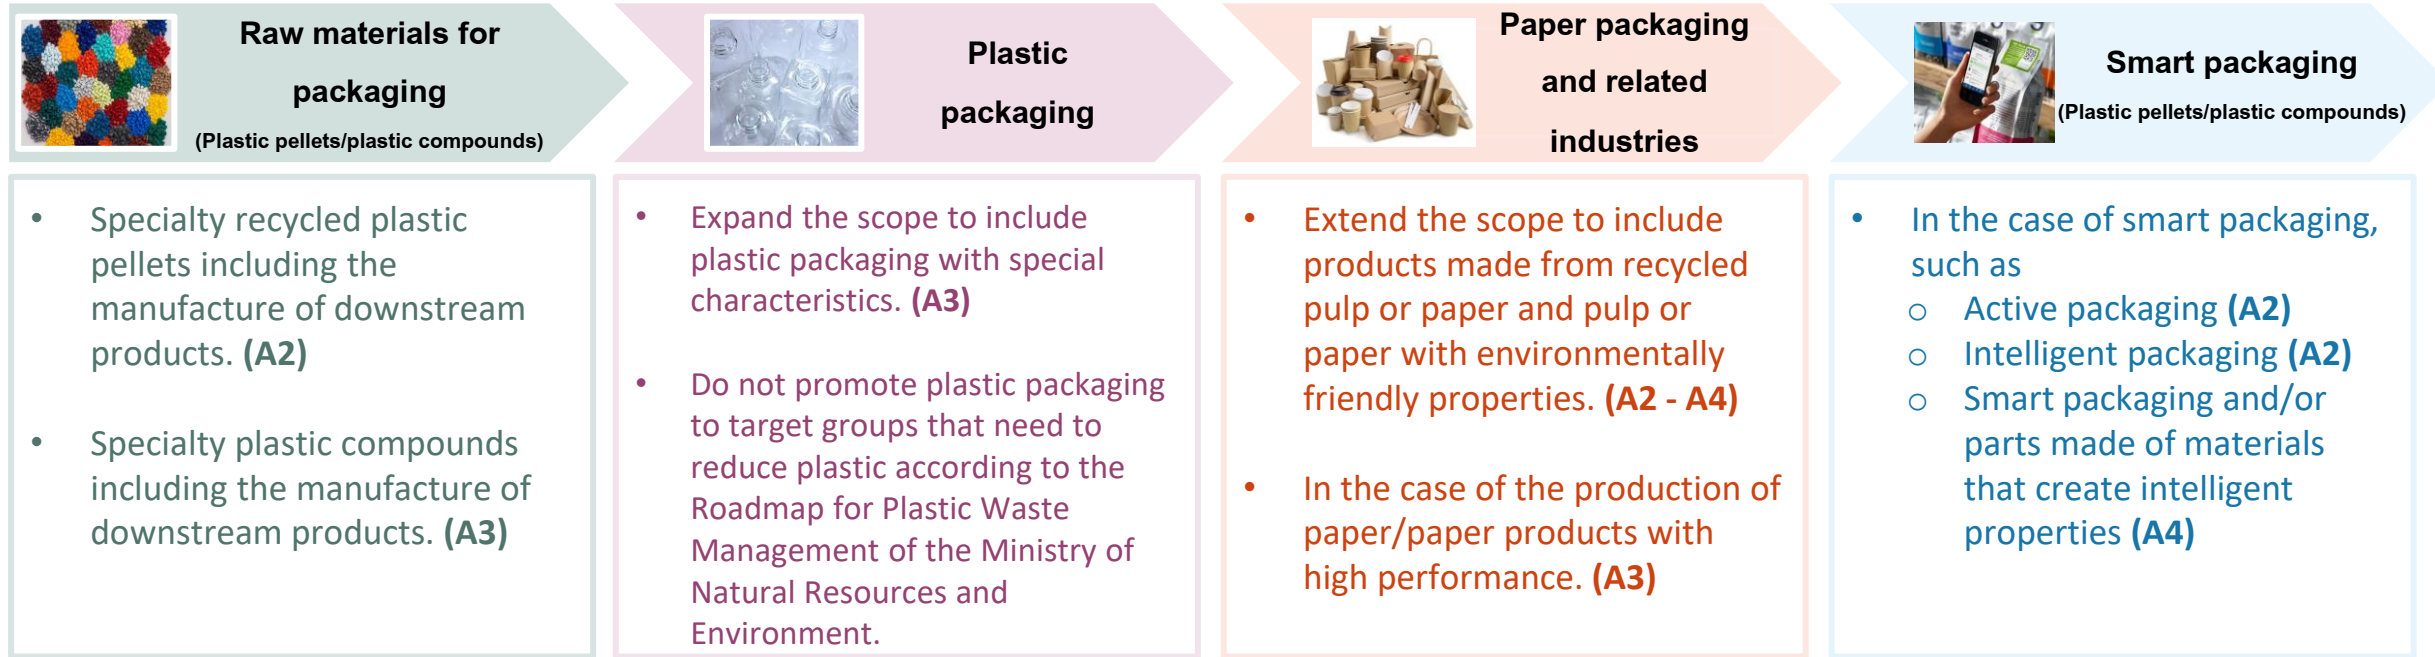 Raw materials for
packaging
(Plastic pellets/plastic compounds)
• Specialty recycled plastic
pellets including the
manufacture of downstream
products. (A2)
• Specialty plastic compounds
including the manufacture of
downstream products. (A3)
Plastic
packaging
• Expand the scope to include
plastic packaging with special
characteristics. (A3)
• Do not promote plastic packaging
to target groups that need to
reduce plastic according to the
Roadmap for Plastic Waste
Management of the Ministry of
Natural Resources and
Environment.
Paper packaging
and related
industries
• Extend the scope to include
products made from recycled
pulp or paper and pulp or
paper with environmentally
friendly properties. (A2 - A4)
• In the case of the production of
paper/paper products with
high performance. (A3)
Smart packaging
(Plastic pellets/plastic compounds)
• In the case of smart packaging,
such as
o Active packaging (A2)
o Intelligent packaging (A2)
o Smart packaging and/or
parts made of materials
that create intelligent
properties (A4)